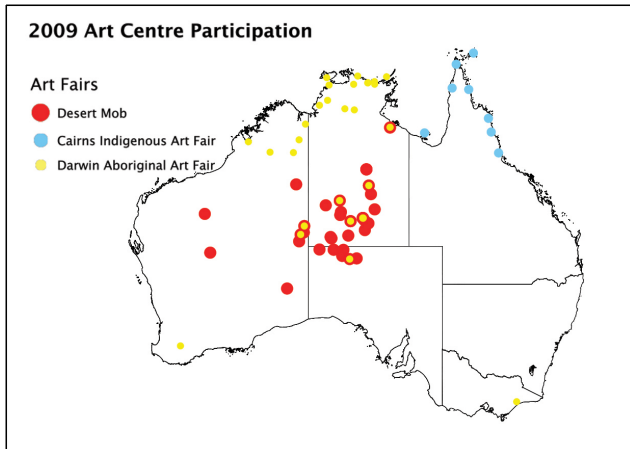 2009 Art Centre Participation
Art Fairs
Desert Mob
Cairns Indigenous Art Fair
Darwin Aboriginal Art Fair